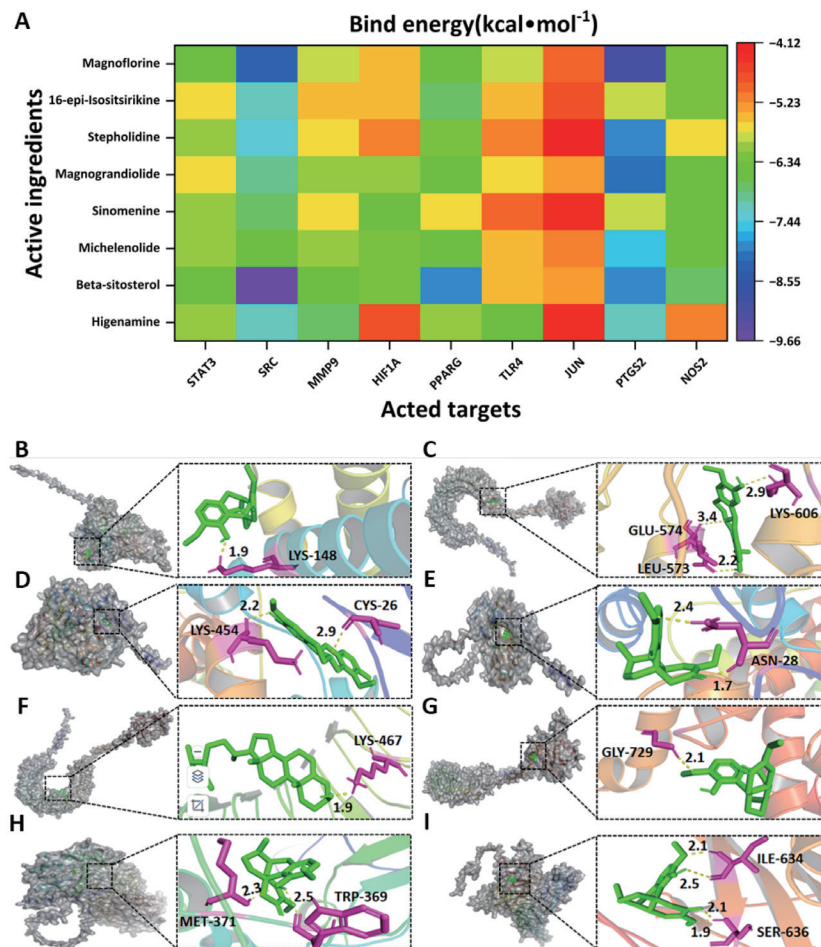 A
Bind energy(kcal•mol⁻¹)
Active ingredients
Magnoflorine
16-epi-Isositsirikine
Stepholidine
Magnograndiolide
Sinomenine
Michelenolide
Beta-sitosterol
Higenamine
−4.12
−5.23
−6.34
−7.44
−8.55
−9.66
STAT3
SRC
MMP9
HIF1A
PPARG
TLR4
JUN
PTGS2
NOS2
Acted targets
B
1.9
LYS-148
C
2.9
LYS-606
3.4
GLU-574
LEU-573
2.2
D
2.2
CYS-26
LYS-454
2.9
E
2.4
ASN-28
1.7
F
LYS-467
1.9
G
GLY-729
2.1
H
2.3
2.5
TRP-369
MET-371
I
2.1
ILE-634
2.5
2.1
1.9
SER-636